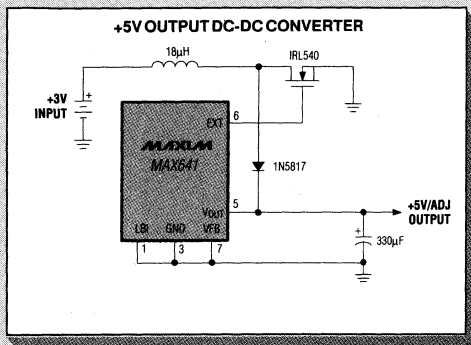 +5V OUTPUT DC-DC CONVERTER
18µH
IRL540
+3V
INPUT
+
6
EXT
MAXIM
MAX641
1N5817
VOUT
5
+5V/ADJ
OUTPUT
+
330µF
LBI GND VFB
1 3 7